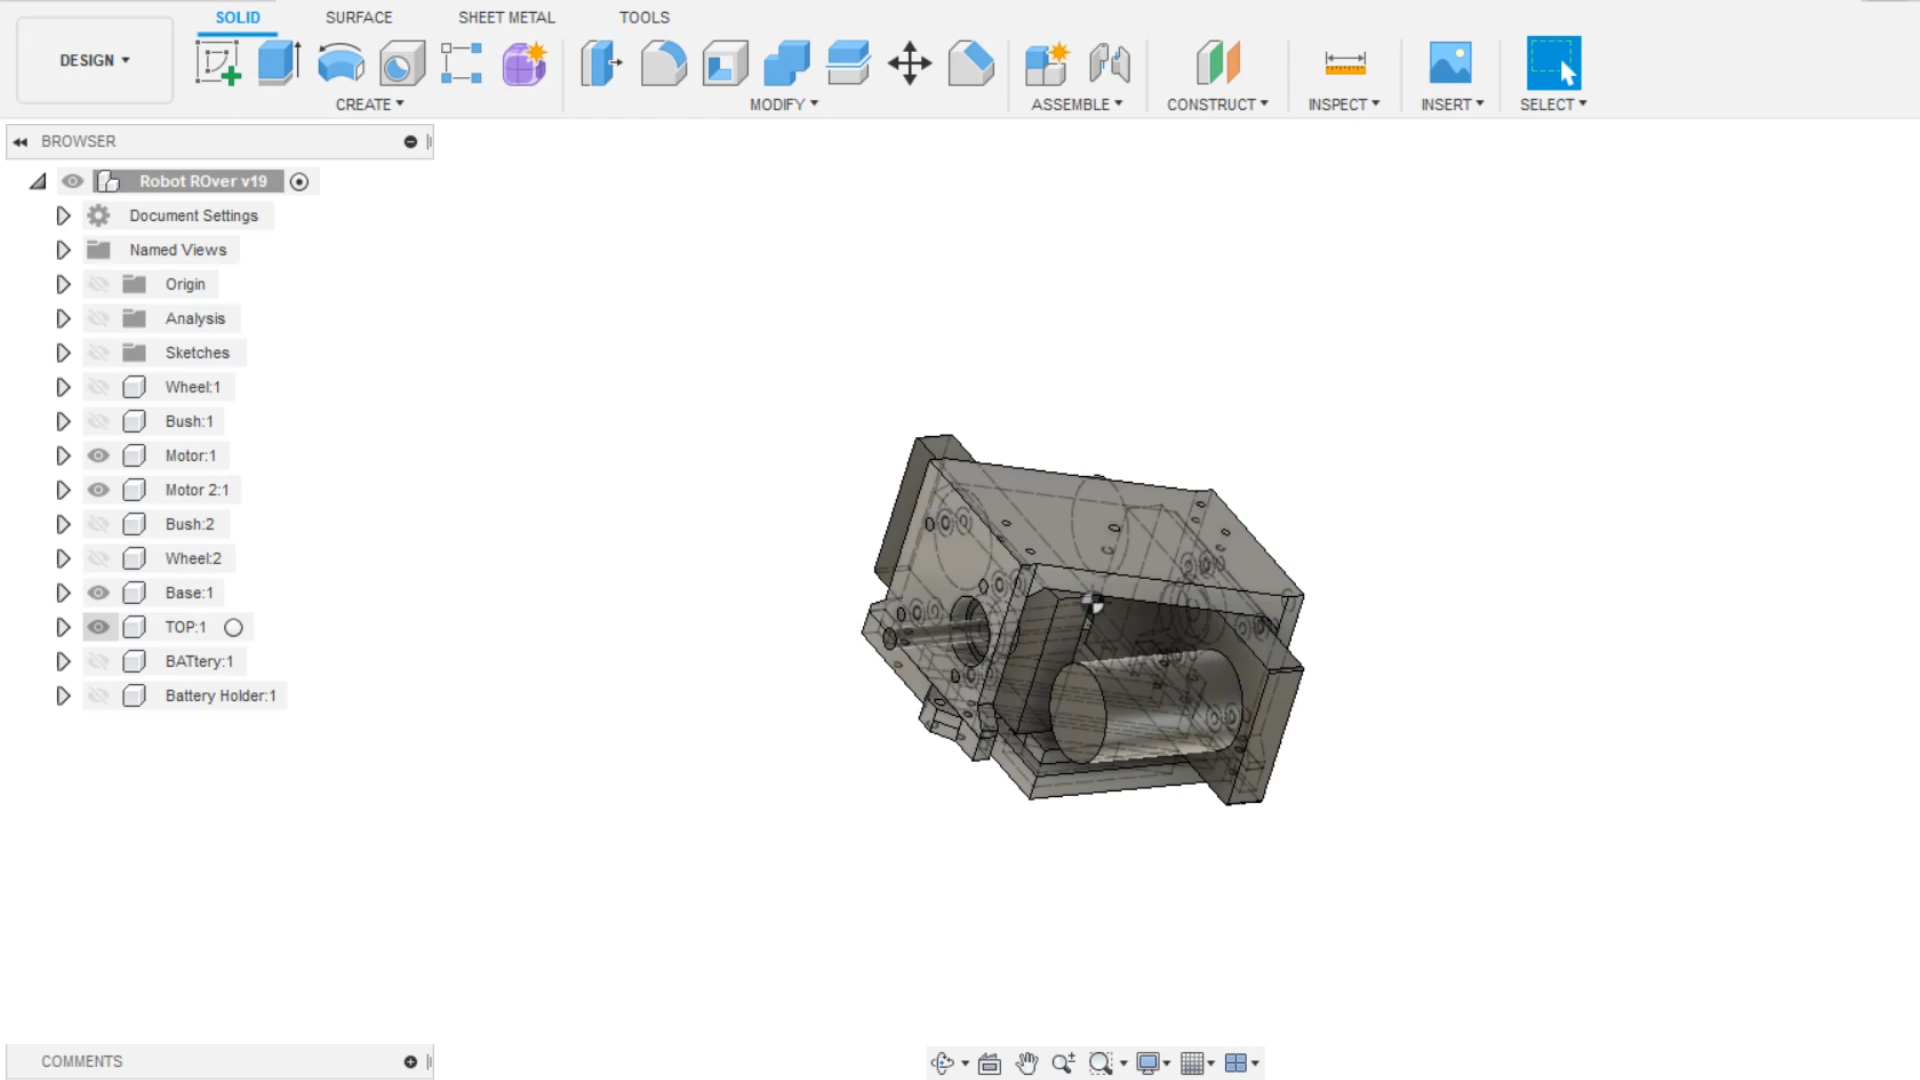 SOLID SURFACE SHEET METAL TOOLS
DESIGN
CREATE MODIFY ASSEMBLE CONSTRUCT INSPECT INSERT SELECT
BROWSER
Robot ROver v19
Document Settings
Named Views
Origin
Analysis
Sketches
Wheel:1
Bush:1
Motor:1
Motor 2:1
Bush:2
Wheel:2
Base:1
TOP:1
BATtery:1
Battery Holder:1
COMMENTS